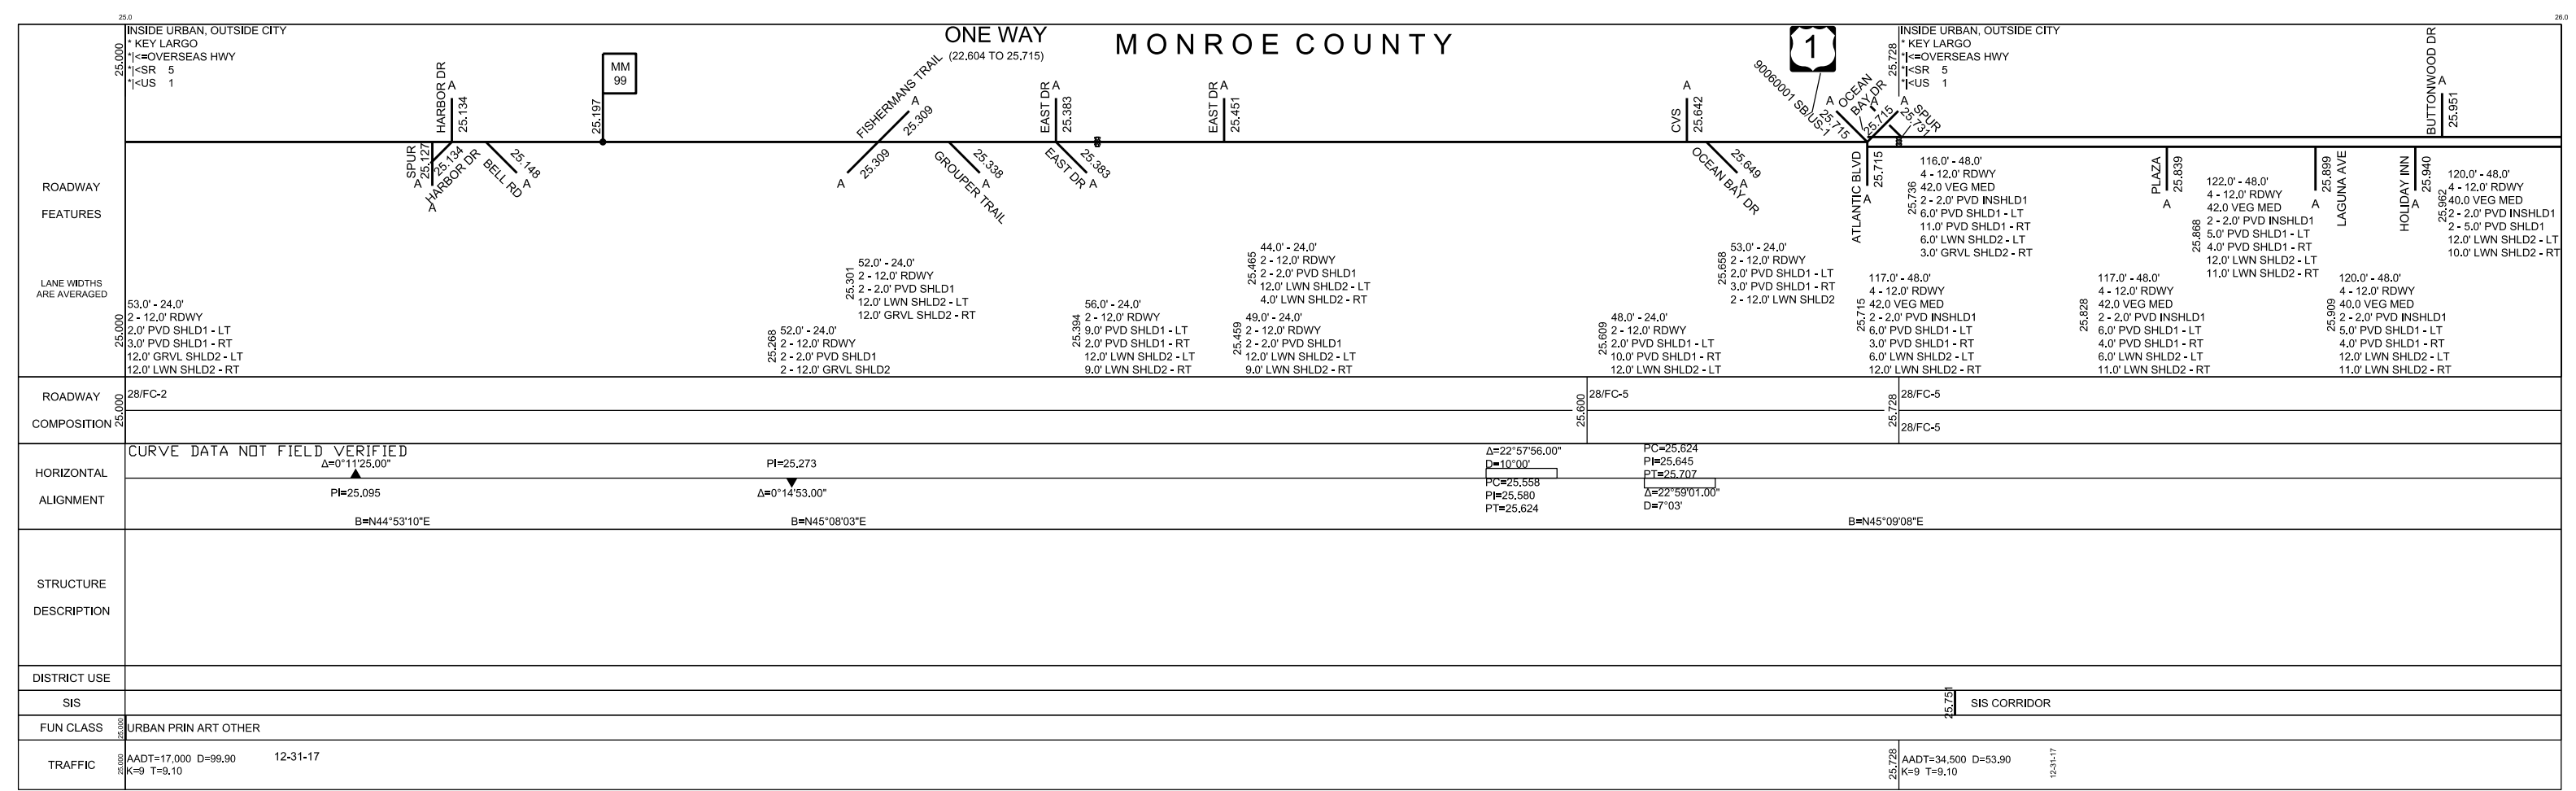 25.0
26.0
25.000
INSIDE URBAN, OUTSIDE CITY
* KEY LARGO
*|<=OVERSEAS HWY
*|<SR 5
*|<US 1
ONE WAY
(22.604 TO 25.715)
MONROE COUNTY
1
25.728
INSIDE URBAN, OUTSIDE CITY
* KEY LARGO
*|<=OVERSEAS HWY
*|<SR 5
*|<US 1
ROADWAY
FEATURES
LANE WIDTHS
ARE AVERAGED
SPUR
25.127
A
HARBOR DR
25.134
A
25.134
HARBOR DR
A
BELL RD
25.148
A
MM
99
25.197
FISHERMANS TRAIL
A
25.309
A
25.309
GROUPER TRAIL
25.338
A
EAST DR
A
25.383
EAST DR
25.383
A
EAST DR
A
25.451
CVS
A
25.642
OCEAN BAY DR
25.649
A
90060001 SB/US-1
A
25.715
OCEAN
BAY DR
A
25.715
ATLANTIC BLVD
25.715
A
SPUR
A
25.731
PLAZA
25.839
A
LAGUNA AVE
25.899
A
HOLIDAY INN
25.940
A
BUTTONWOOD DR
A
25.951
25.000
53.0' - 24.0'
2 - 12.0' RDWY
2.0' PVD SHLD1 - LT
3.0' PVD SHLD1 - RT
12.0' GRVL SHLD2 - LT
12.0' LWN SHLD2 - RT
25.268
52.0' - 24.0'
2 - 12.0' RDWY
2 - 2.0' PVD SHLD1
2 - 12.0' GRVL SHLD2
25.301
52.0' - 24.0'
2 - 12.0' RDWY
2 - 2.0' PVD SHLD1
12.0' LWN SHLD2 - LT
12.0' GRVL SHLD2 - RT
25.394
56.0' - 24.0'
2 - 12.0' RDWY
9.0' PVD SHLD1 - LT
2.0' PVD SHLD1 - RT
12.0' LWN SHLD2 - LT
9.0' LWN SHLD2 - RT
25.459
49.0' - 24.0'
2 - 12.0' RDWY
2 - 2.0' PVD SHLD1
12.0' LWN SHLD2 - LT
9.0' LWN SHLD2 - RT
25.465
44.0' - 24.0'
2 - 12.0' RDWY
2 - 2.0' PVD SHLD1
12.0' LWN SHLD2 - LT
4.0' LWN SHLD2 - RT
25.609
48.0' - 24.0'
2 - 12.0' RDWY
2.0' PVD SHLD1 - LT
10.0' PVD SHLD1 - RT
12.0' LWN SHLD2 - LT
25.658
53.0' - 24.0'
2 - 12.0' RDWY
2.0' PVD SHLD1 - LT
3.0' PVD SHLD1 - RT
2 - 12.0' LWN SHLD2
25.715
117.0' - 48.0'
4 - 12.0' RDWY
42.0 VEG MED
2 - 2.0' PVD INSHLD1
6.0' PVD SHLD1 - LT
3.0' PVD SHLD1 - RT
6.0' LWN SHLD2 - LT
12.0' LWN SHLD2 - RT
25.736
116.0' - 48.0'
4 - 12.0' RDWY
42.0 VEG MED
2 - 2.0' PVD INSHLD1
6.0' PVD SHLD1 - LT
11.0' PVD SHLD1 - RT
6.0' LWN SHLD2 - LT
3.0' GRVL SHLD2 - RT
25.828
117.0' - 48.0'
4 - 12.0' RDWY
42.0 VEG MED
2 - 2.0' PVD INSHLD1
6.0' PVD SHLD1 - LT
4.0' PVD SHLD1 - RT
6.0' LWN SHLD2 - LT
11.0' LWN SHLD2 - RT
25.868
122.0' - 48.0'
4 - 12.0' RDWY
42.0 VEG MED
2 - 2.0' PVD INSHLD1
5.0' PVD SHLD1 - LT
4.0' PVD SHLD1 - RT
12.0' LWN SHLD2 - LT
11.0' LWN SHLD2 - RT
25.909
120.0' - 48.0'
4 - 12.0' RDWY
40.0 VEG MED
2 - 2.0' PVD INSHLD1
5.0' PVD SHLD1 - LT
4.0' PVD SHLD1 - RT
12.0' LWN SHLD2 - LT
11.0' LWN SHLD2 - RT
25.962
120.0' - 48.0'
4 - 12.0' RDWY
40.0 VEG MED
2 - 2.0' PVD INSHLD1
2 - 5.0' PVD SHLD1
12.0' LWN SHLD2 - LT
10.0' LWN SHLD2 - RT
ROADWAY
COMPOSITION
25.000
28/FC-2
25.600
28/FC-5
25.728
28/FC-5
28/FC-5
HORIZONTAL
ALIGNMENT
CURVE DATA NOT FIELD VERIFIED
Δ=0°11'25.00"
PI=25.095
B=N44°53'10"E
PI=25.273
Δ=0°14'53.00"
B=N45°08'03"E
Δ=22°57'56.00"
D=10°00'
PC=25.558
PI=25.580
PT=25.624
PC=25.624
PI=25.645
PT=25.707
Δ=22°59'01.00"
D=7°03'
B=N45°09'08"E
STRUCTURE
DESCRIPTION
DISTRICT USE
SIS
25.751
SIS CORRIDOR
FUN CLASS
25.000
URBAN PRIN ART OTHER
TRAFFIC
25.000
AADT=17,000 D=99.90
K=9 T=9.10
12-31-17
25.728
AADT=34,500 D=53.90
K=9 T=9.10
12-31-17